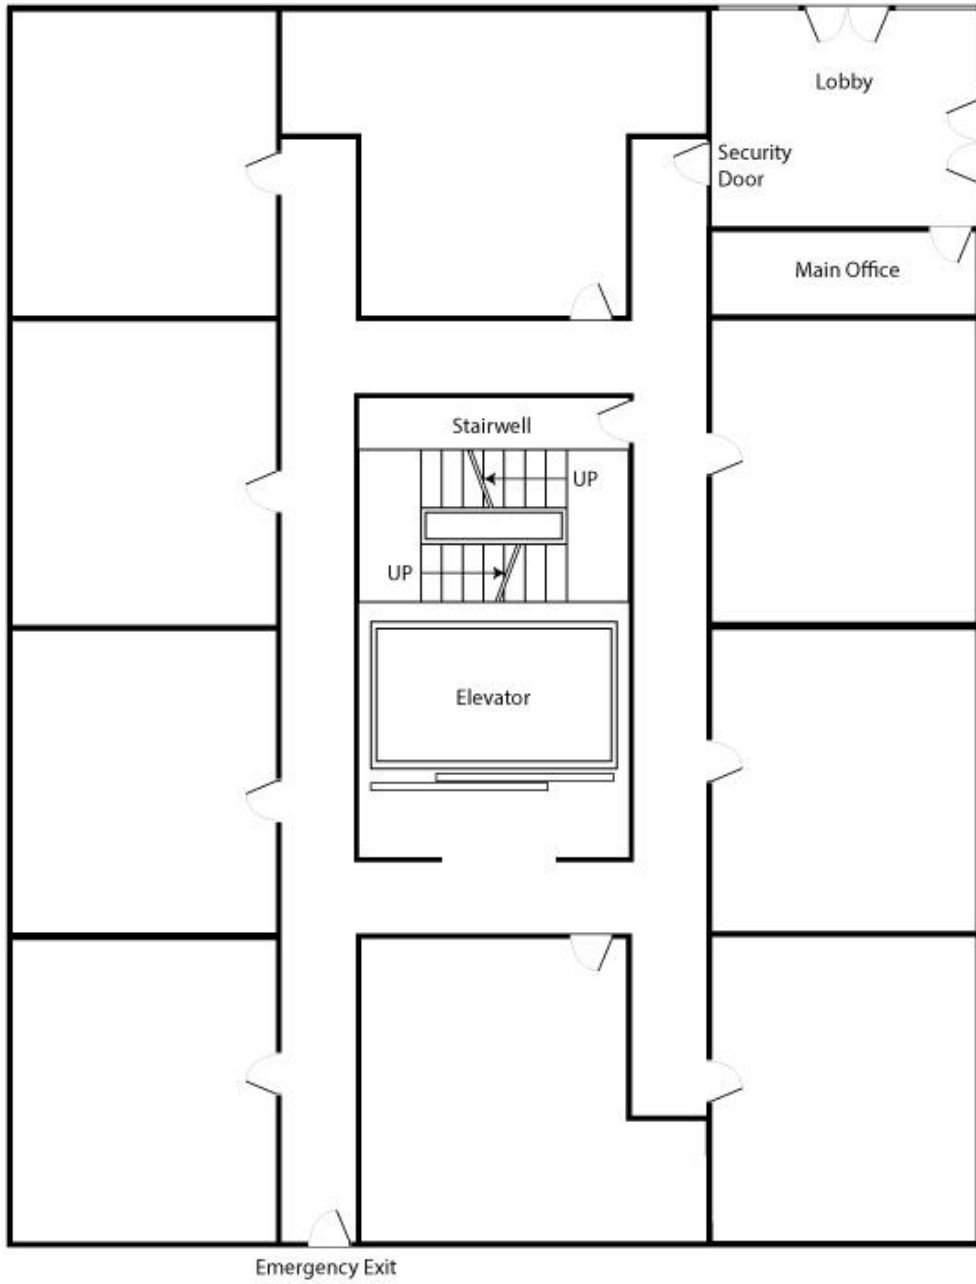 Lobby
Security
Door
Main Office
Stairwell
UP
UP
Elevator
Emergency Exit